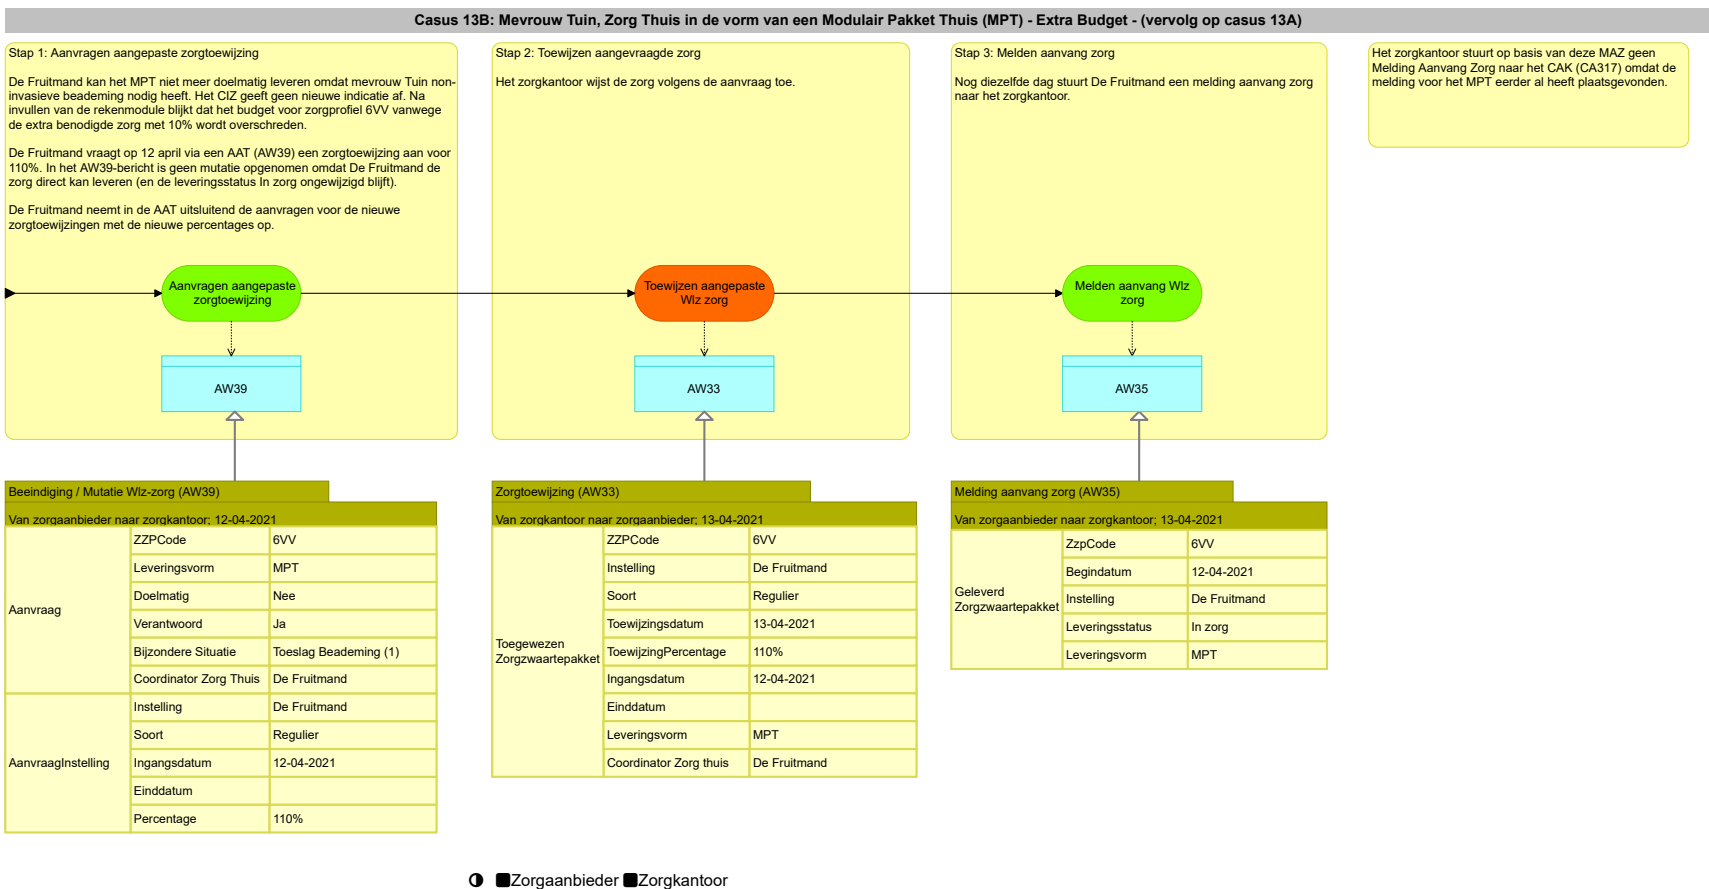 Casus 13B: Mevrouw Tuin, Zorg Thuis in de vorm van een Modulair Pakket Thuis (MPT) - Extra Budget - (vervolg op casus 13A)
Stap 1: Aanvragen aangepaste zorgtoewijzing
De Fruitmand kan het MPT niet meer doelmatig leveren omdat mevrouw Tuin non-
invasieve beademing nodig heeft. Het CIZ geeft geen nieuwe indicatie af. Na
invullen van de rekenmodule blijkt dat het budget voor zorgprofiel 6VV vanwege
de extra benodigde zorg met 10% wordt overschreden.
De Fruitmand vraagt op 12 april via een AAT (AW39) een zorgtoewijzing aan voor
110%. In het AW39-bericht is geen mutatie opgenomen omdat De Fruitmand de
zorg direct kan leveren (en de leveringsstatus In zorg ongewijzigd blijft).
De Fruitmand neemt in de AAT uitsluitend de aanvragen voor de nieuwe
zorgtoewijzingen met de nieuwe percentages op.
Stap 2: Toewijzen aangevraagde zorg
Het zorgkantoor wijst de zorg volgens de aanvraag toe.
Stap 3: Melden aanvang zorg
Nog diezelfde dag stuurt De Fruitmand een melding aanvang zorg
naar het zorgkantoor.
Het zorgkantoor stuurt op basis van deze MAZ geen
Melding Aanvang Zorg naar het CAK (CA317) omdat de
melding voor het MPT eerder al heeft plaatsgevonden.
Aanvragen aangepaste
zorgtoewijzing
Toewijzen aangepaste
Wlz zorg
Melden aanvang Wlz
zorg
AW39
AW33
AW35
Beeindiging / Mutatie Wlz-zorg (AW39)
Van zorgaanbieder naar zorgkantoor; 12-04-2021
Aanvraag
ZZPCode 6VV
Leveringsvorm MPT
Doelmatig Nee
Verantwoord Ja
Bijzondere Situatie Toeslag Beademing (1)
Coordinator Zorg Thuis De Fruitmand
AanvraagInstelling
Instelling De Fruitmand
Soort Regulier
Ingangsdatum 12-04-2021
Einddatum
Percentage 110%
Zorgtoewijzing (AW33)
Van zorgkantoor naar zorgaanbieder; 13-04-2021
Toegewezen
Zorgzwaartepakket
ZZPCode 6VV
Instelling De Fruitmand
Soort Regulier
Toewijzingsdatum 13-04-2021
ToewijzingPercentage 110%
Ingangsdatum 12-04-2021
Einddatum
Leveringsvorm MPT
Coordinator Zorg thuis De Fruitmand
Melding aanvang zorg (AW35)
Van zorgaanbieder naar zorgkantoor; 13-04-2021
Geleverd
Zorgzwaartepakket
ZzpCode 6VV
Begindatum 12-04-2021
Instelling De Fruitmand
Leveringsstatus In zorg
Leveringsvorm MPT
Zorgaanbieder Zorgkantoor